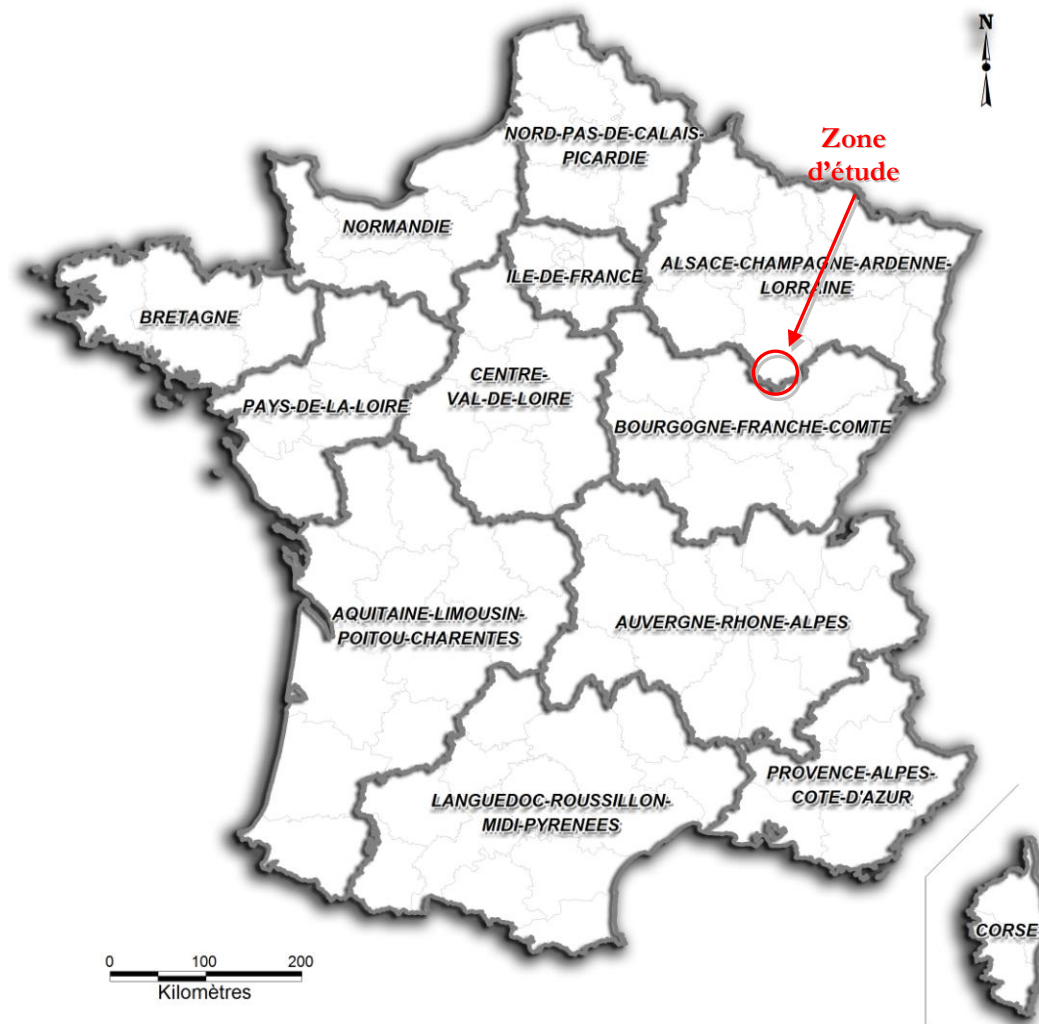 N
NORD-PAS-DE-CALAIS-
PICARDIE
Zone
d'étude
NORMANDIE
ILE-DE-FRANCE
ALSACE-CHAMPAGNE-ARDENNE-
LORRAINE
BRETAGNE
CENTRE-
VAL-DE-LOIRE
PAYS-DE-LA-LOIRE
BOURGOGNE-FRANCHE-COMTE
AQUITAINE-LIMOUSIN-
POITOU-CHARENTES
AUVERGNE-RHONE-ALPES
PROVENCE-ALPES-
COTE-D'AZUR
LANGUEDOC-ROUSSILLON-
MIDI-PYRENEES
CORSE
0 100 200
Kilomètres